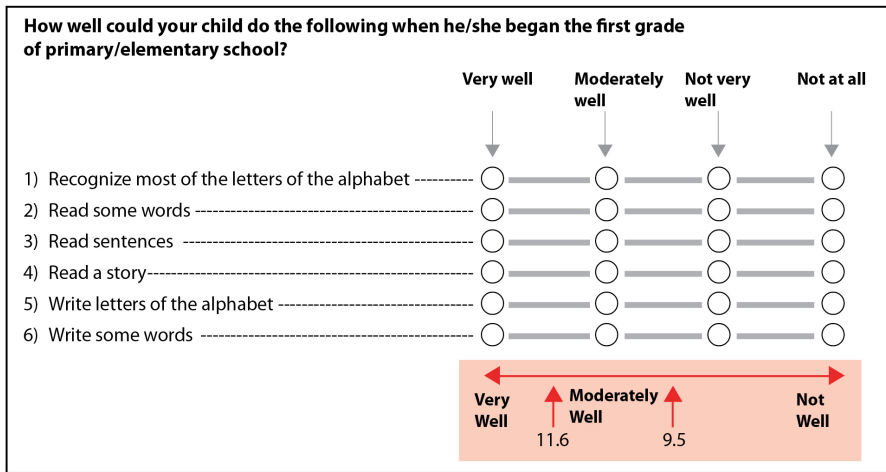 How well could your child do the following when he/she began the first grade
of primary/elementary school?
Very well Moderately well Not very well Not at all
1) Recognize most of the letters of the alphabet
2) Read some words
3) Read sentences
4) Read a story
5) Write letters of the alphabet
6) Write some words
Very Well Moderately Well Not Well
11.6 9.5